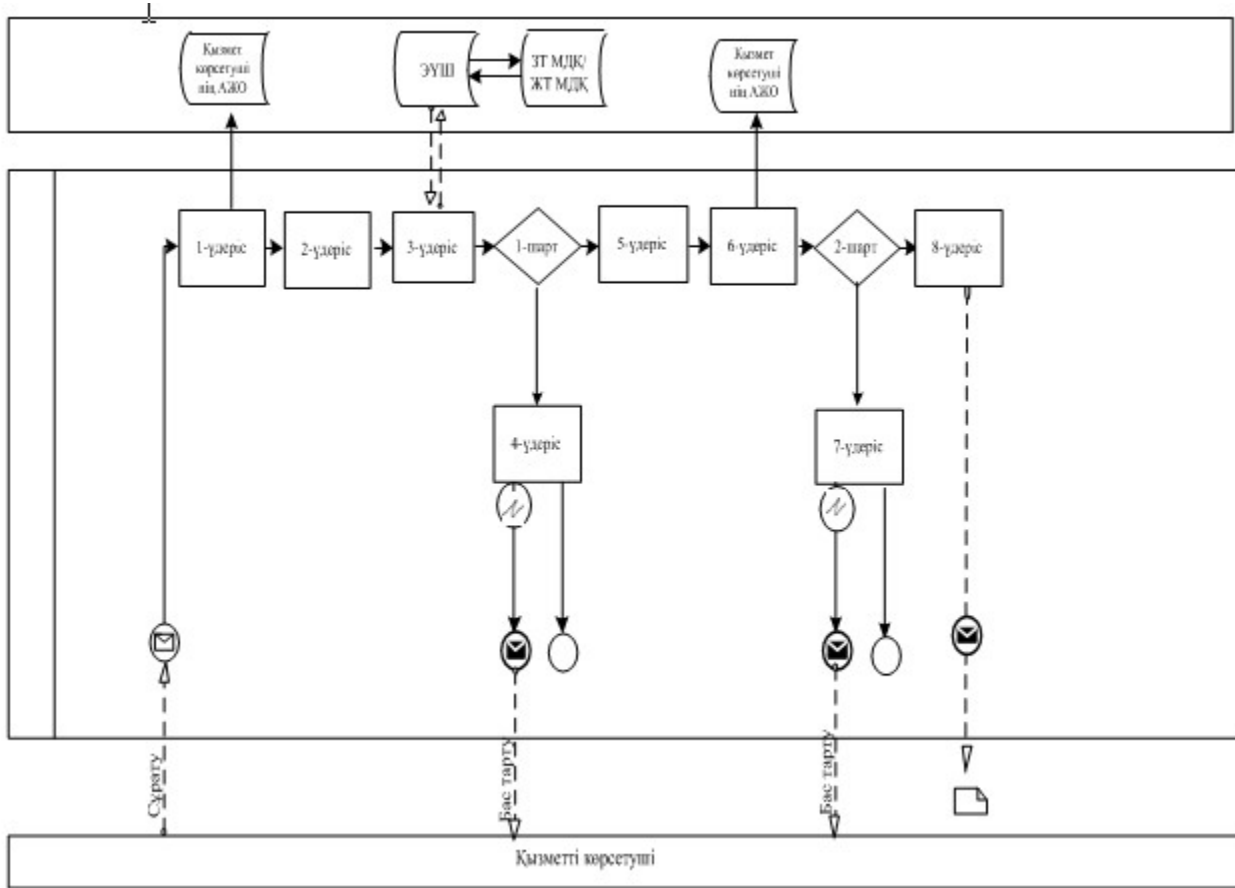 Қызмет
көрсетуші
нің АЖО
ЭҮШ
ЗТ МДҚ/
ЖТ МДҚ
Қызмет
көрсетуші
нің АЖО
1-үдеріс
2-үдеріс
3-үдеріс
1-шарт
5-үдеріс
6-үдеріс
2-шарт
8-үдеріс
4-үдеріс
7-үдеріс
Сұрату
Бас тарту
Бас тарту
Қызметті көрсетуші